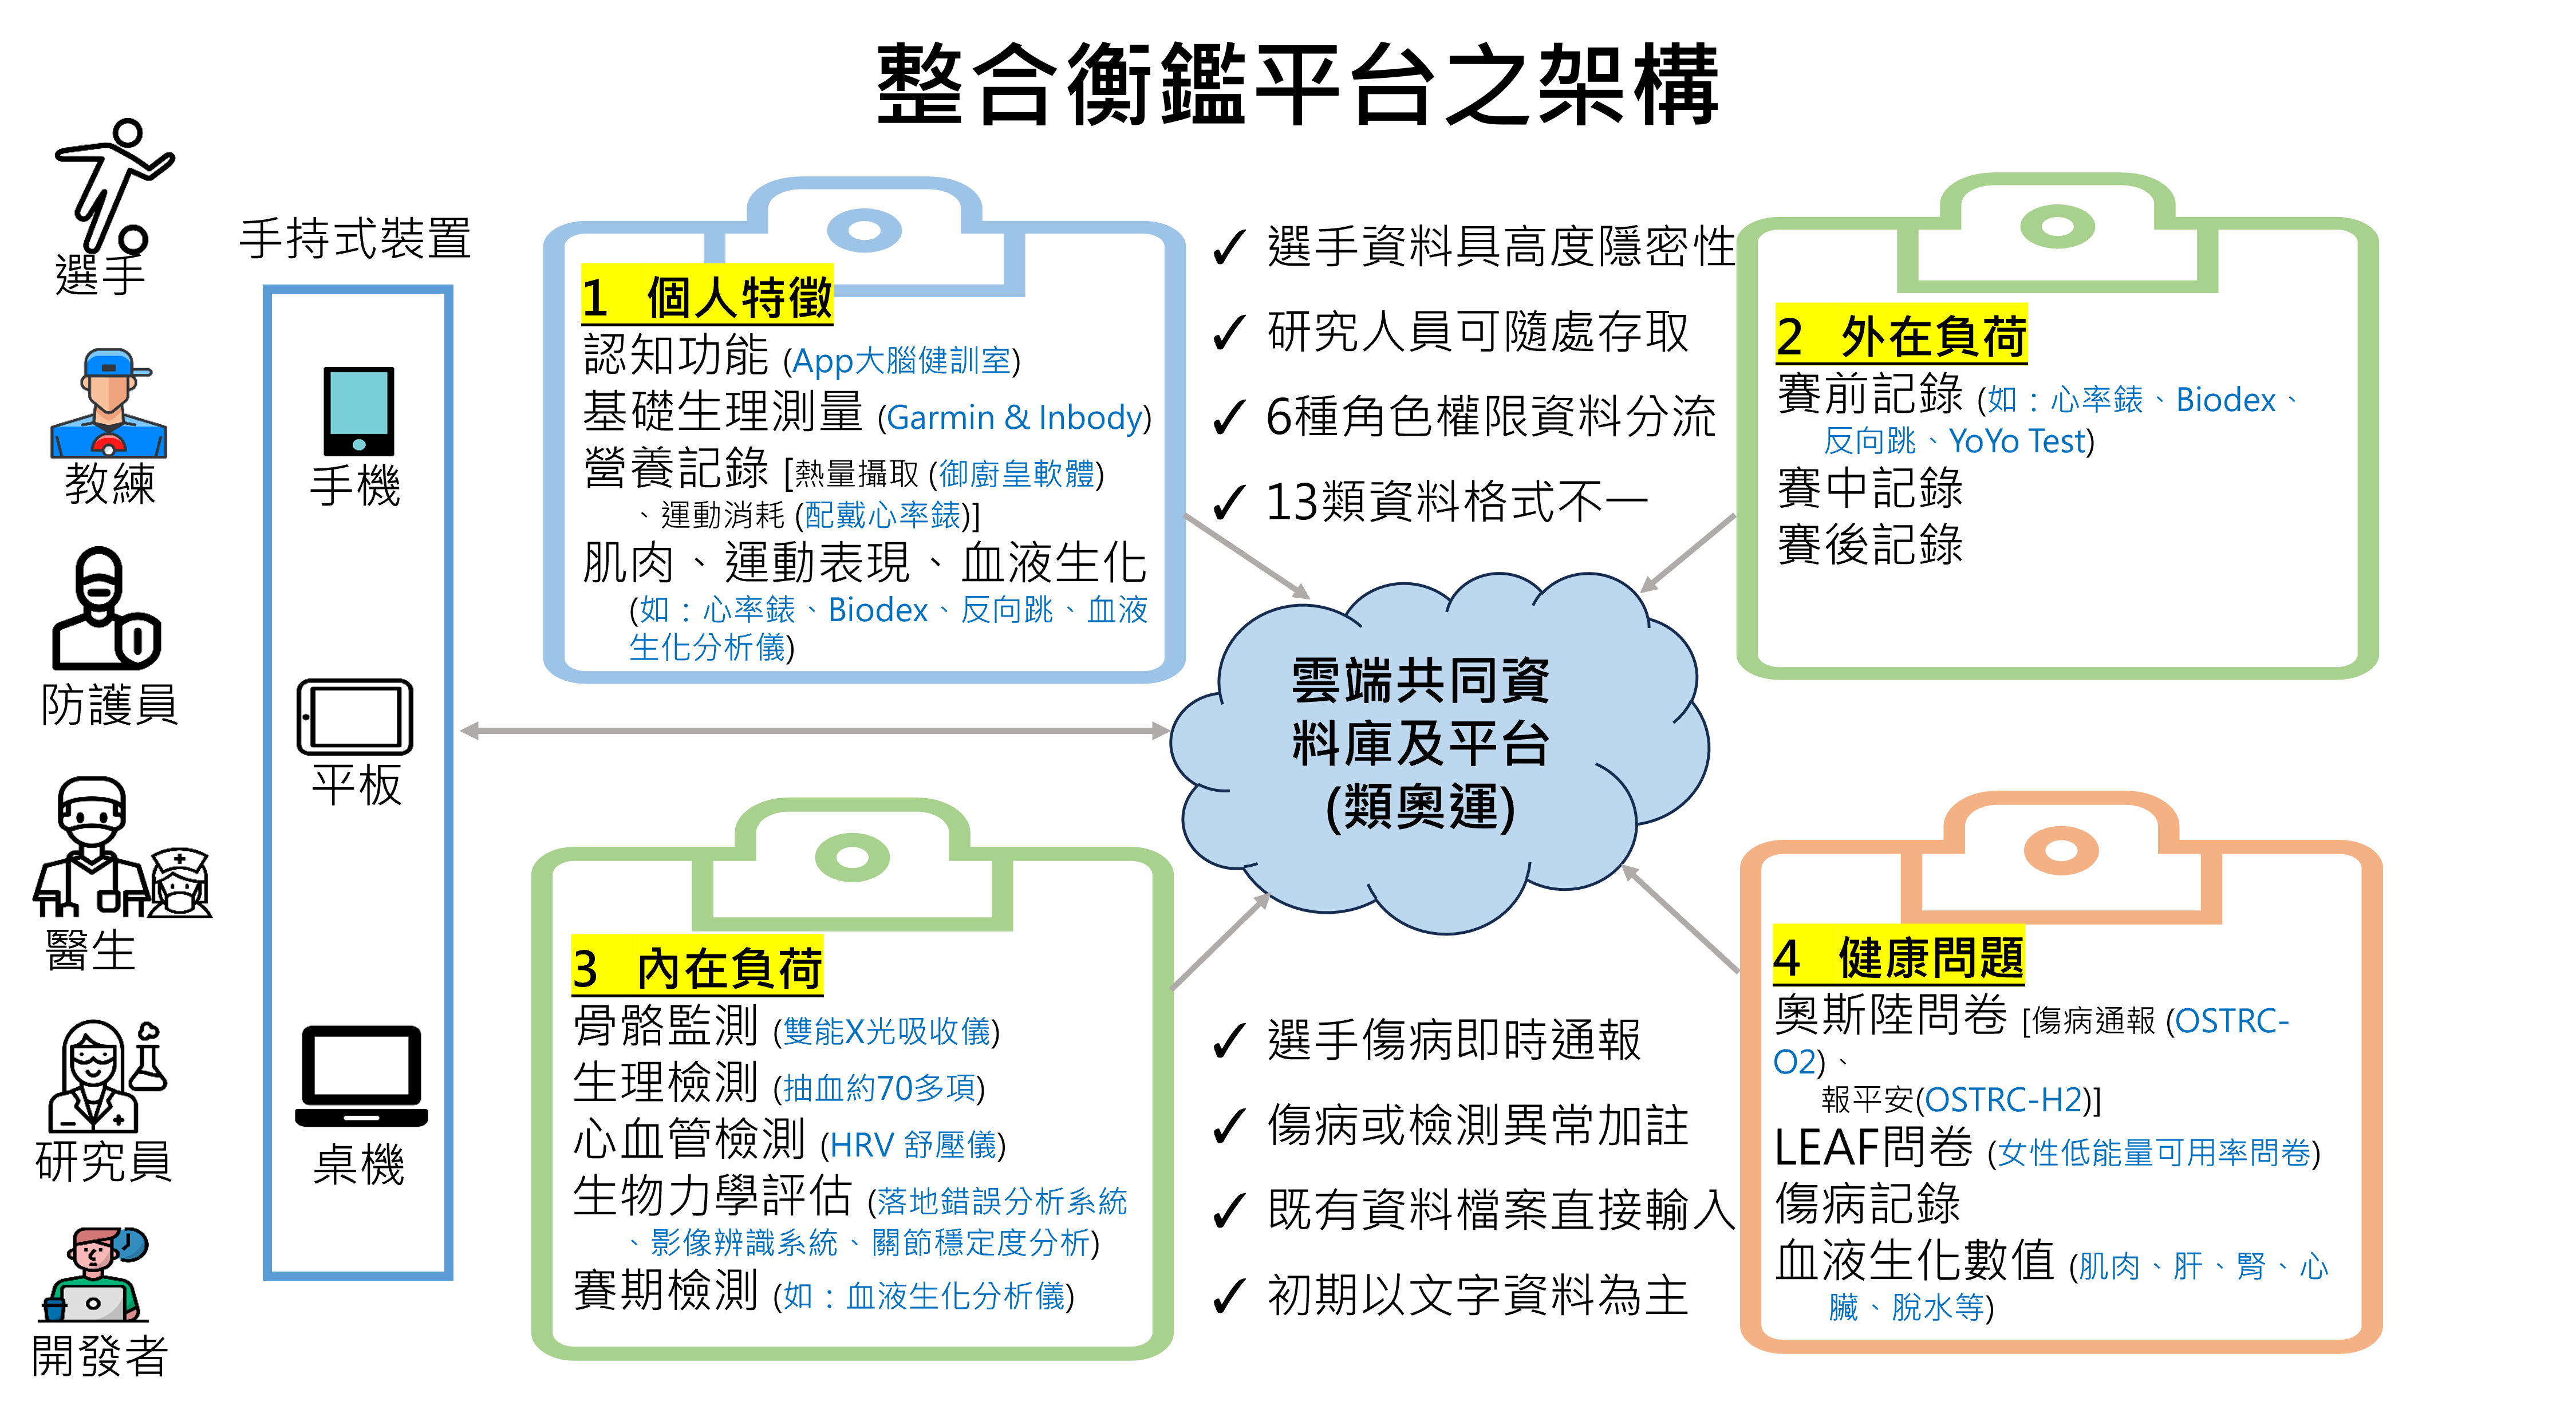 整合衡鑑平台之架構
選手
教練
防護員
醫生
研究員
開發者
手持式裝置
手機
平板
桌機
1 個人特徵
認知功能 (App大腦健訓室)
基礎生理測量 (Garmin & Inbody)
營養記錄 [熱量攝取 (御廚皇軟體)
、運動消耗 (配戴心率錶)]
肌肉、運動表現、血液生化
(如：心率錶、Biodex、反向跳、血液
生化分析儀)
✓ 選手資料具高度隱密性
✓ 研究人員可隨處存取
✓ 6種角色權限資料分流
✓ 13類資料格式不一
2 外在負荷
賽前記錄 (如：心率錶、Biodex、
反向跳、YoYo Test)
賽中記錄
賽後記錄
雲端共同資
料庫及平台
(類奧運)
3 內在負荷
骨骼監測 (雙能X光吸收儀)
生理檢測 (抽血約70多項)
心血管檢測 (HRV 舒壓儀)
生物力學評估 (落地錯誤分析系統
、影像辨識系統、關節穩定度分析)
賽期檢測 (如：血液生化分析儀)
✓ 選手傷病即時通報
✓ 傷病或檢測異常加註
✓ 既有資料檔案直接輸入
✓ 初期以文字資料為主
4 健康問題
奧斯陸問卷 [傷病通報 (OSTRC-
O2)、
報平安(OSTRC-H2)]
LEAF問卷 (女性低能量可用率問卷)
傷病記錄
血液生化數值 (肌肉、肝、腎、心
臟、脫水等)